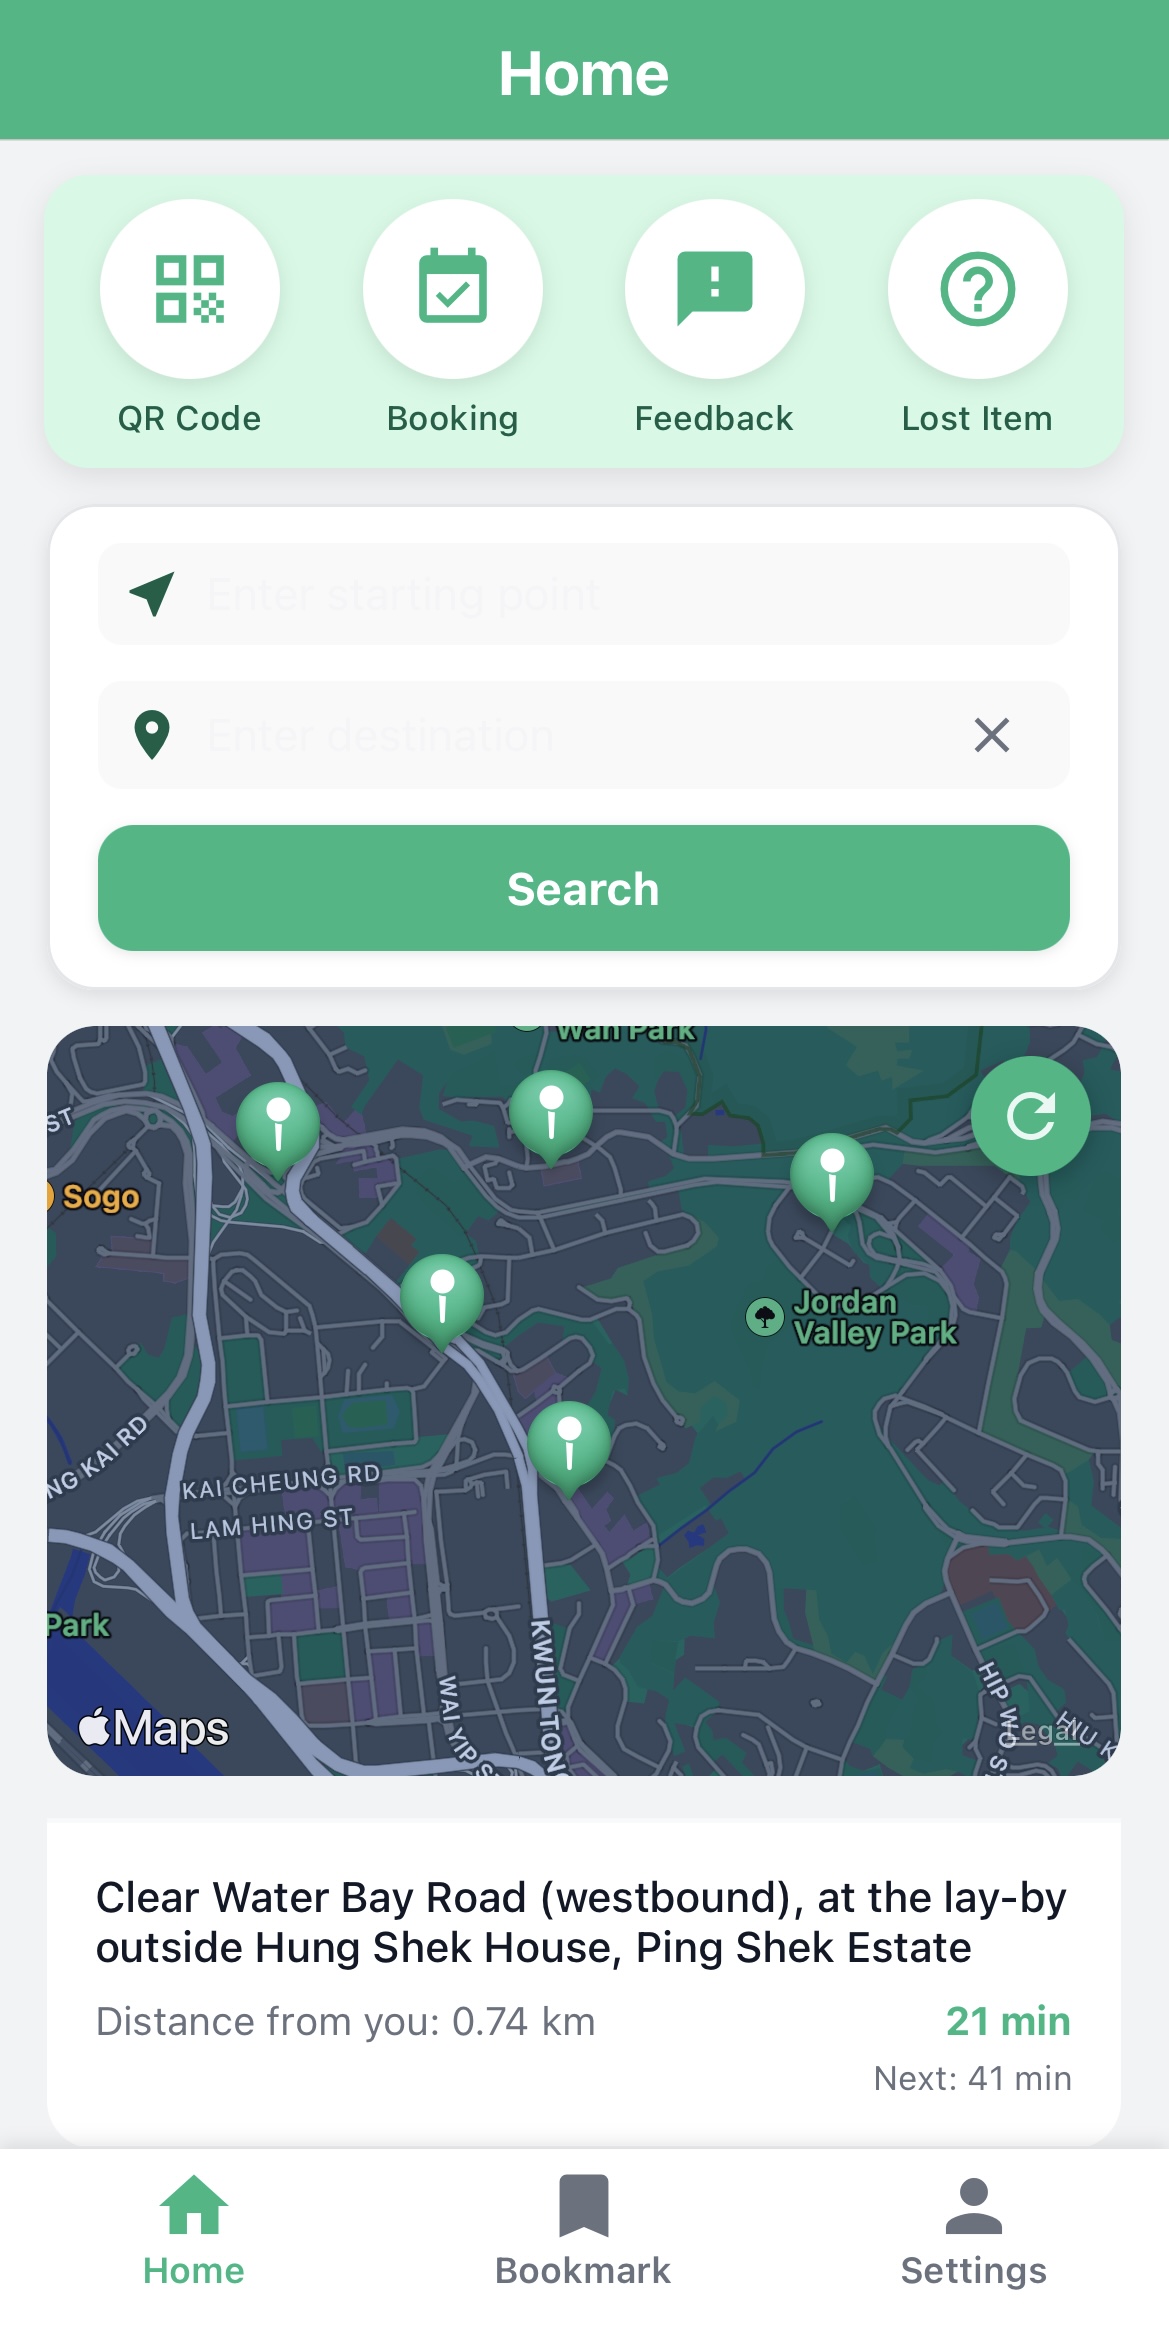 Home
QR Code
Booking
Feedback
Lost Item
Enter starting point
Enter destination
Search
Wan Park
ST
Sogo
Jordan
Valley Park
NG KAI RD
KAI CHEUNG RD
LAM HING ST
Park
KWUN TONG
WAI YIP S
HIP WO S
HIU K
Maps
Legal
Clear Water Bay Road (westbound), at the lay-by
outside Hung Shek House, Ping Shek Estate
Distance from you: 0.74 km
21 min
Next: 41 min
Home
Bookmark
Settings